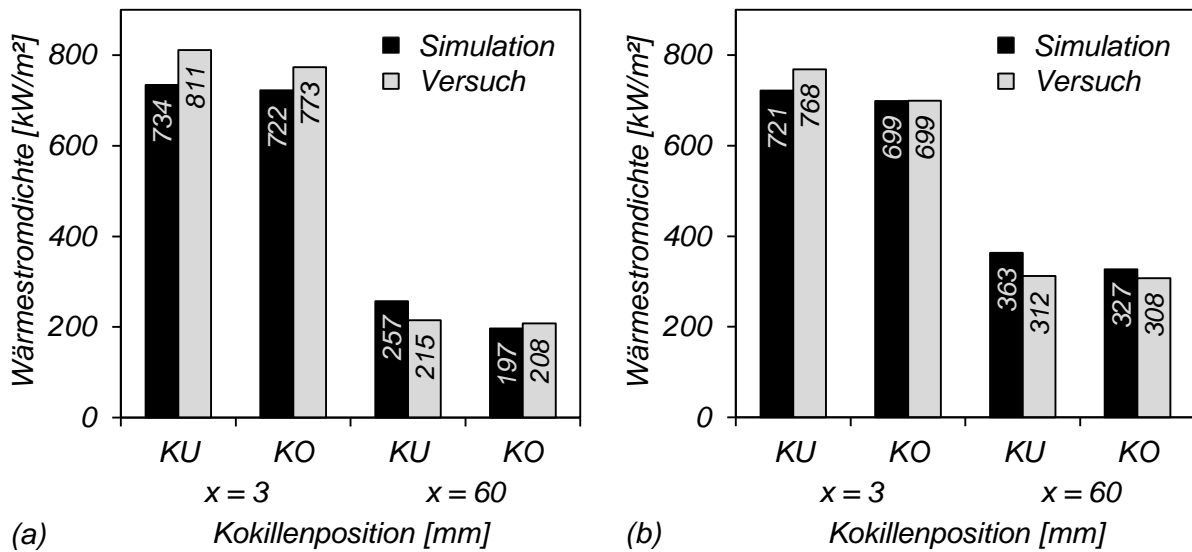 Wärmestromdichte [kW/m²]
800
600
400
200
0
Simulation
Versuch
734
811
722
773
257
215
197
208
KU
KO
KU
KO
x = 3
x = 60
(a)
Kokillenposition [mm]
Wärmestromdichte [kW/m²]
800
600
400
200
0
Simulation
Versuch
721
768
699
699
363
312
327
308
KU
KO
KU
KO
x = 3
x = 60
(b)
Kokillenposition [mm]